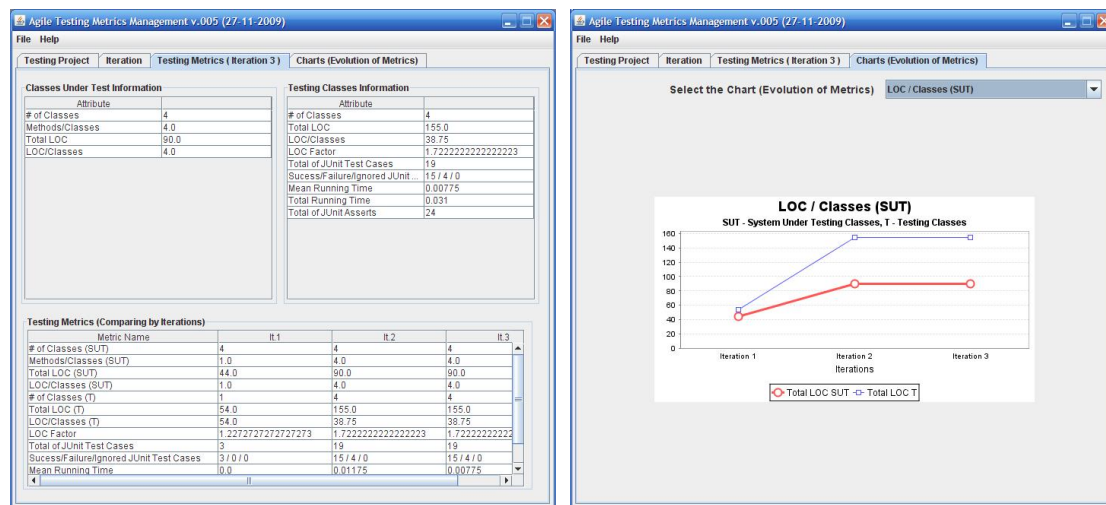 Agile Testing Metrics Management v.005 (27-11-2009)
File Help
Testing Project Iteration Testing Metrics ( Iteration 3 ) Charts (Evolution of Metrics)
Classes Under Test Information
Attribute
# of Classes 4
Methods/Classes 4.0
Total LOC 90.0
LOC/Classes 4.0
Testing Classes Information
Attribute
# of Classes 4
Total LOC 155.0
LOC/Classes 38.75
LOC Factor 1.7222222222222223
Total of JUnit Test Cases 19
Sucess/Failure/Ignored JUnit ... 15 / 4 / 0
Mean Running Time 0.00775
Total Running Time 0.031
Total of JUnit Asserts 24
Testing Metrics (Comparing by Iterations)
Metric Name It.1 It.2 It.3
# of Classes (SUT) 4 4 4
Methods/Classes (SUT) 1.0 4.0 4.0
Total LOC (SUT) 44.0 90.0 90.0
LOC/Classes (SUT) 1.0 4.0 4.0
# of Classes (T) 1 4 4
Total LOC (T) 54.0 155.0 155.0
LOC/Classes (T) 54.0 38.75 38.75
LOC Factor 1.2272727272727273 1.7222222222222223 1.72222222222
Total of JUnit Test Cases 3 19 19
Sucess/Failure/Ignored JUnit Test Cases 3 / 0 / 0 15 / 4 / 0 15 / 4 / 0
Mean Running Time 0.0 0.01175 0.00775
Agile Testing Metrics Management v.005 (27-11-2009)
File Help
Testing Project Iteration Testing Metrics ( Iteration 3 ) Charts (Evolution of Metrics)
Select the Chart (Evolution of Metrics) LOC / Classes (SUT)
LOC / Classes (SUT)
SUT - System Under Testing Classes, T - Testing Classes
160
140
120
100
80
60
40
20
0
Iteration 1 Iteration 2 Iteration 3
Iterations
Total LOC SUT Total LOC T